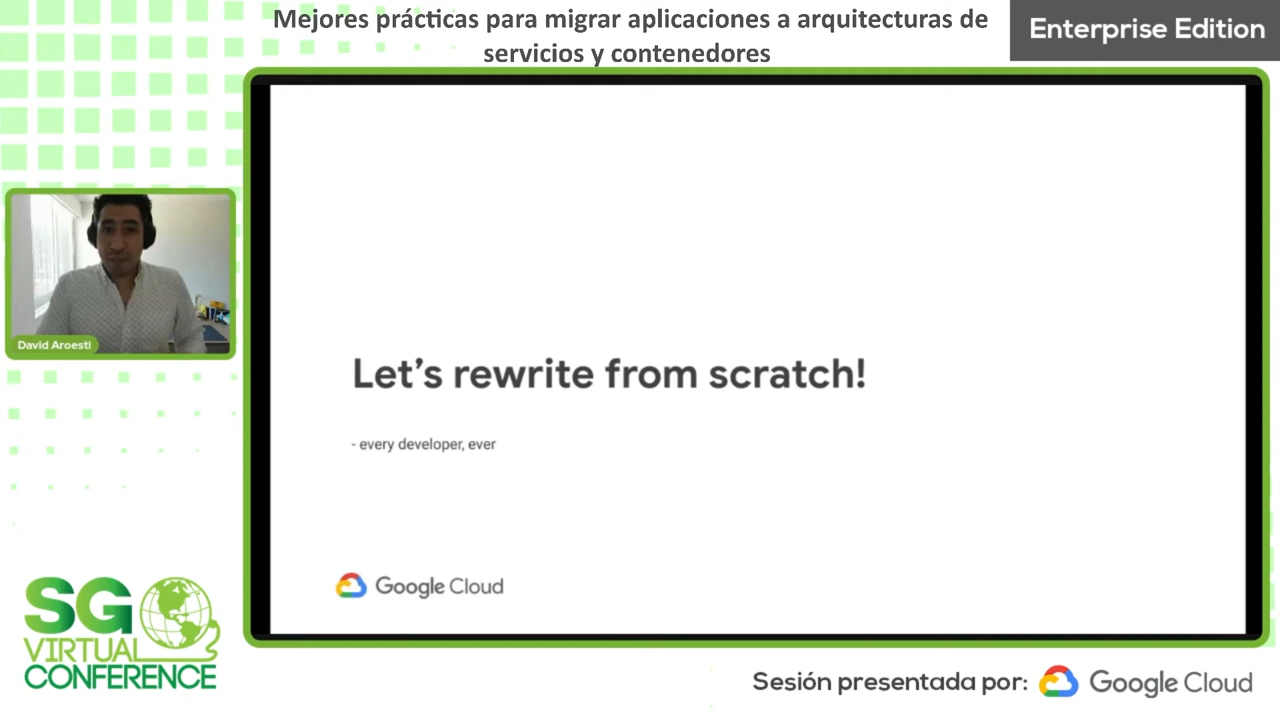 Mejores prácticas para migrar aplicaciones a arquitecturas de
servicios y contenedores
Enterprise Edition
David Aroesti
Let’s rewrite from scratch!
- every developer, ever
Google Cloud
SG
VIRTUAL
CONFERENCE
Sesión presentada por: Google Cloud